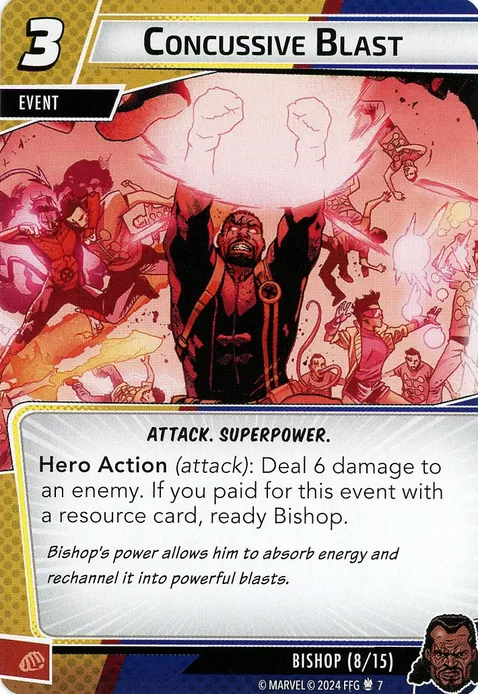 3
CONCUSSIVE BLAST
EVENT
ATTACK. SUPERPOWER.
Hero Action (attack): Deal 6 damage to
an enemy. If you paid for this event with
a resource card, ready Bishop.
Bishop's power allows him to absorb energy and
rechannel it into powerful blasts.
BISHOP (8/15)
© MARVEL © 2024 FFG 7